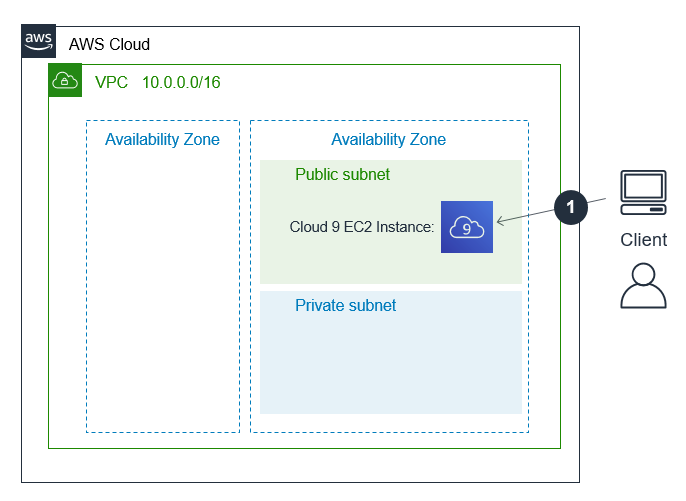 aws
AWS Cloud
VPC 10.0.0.0/16
Availability Zone
Availability Zone
Public subnet
Cloud 9 EC2 Instance:
9
1
Client
Private subnet